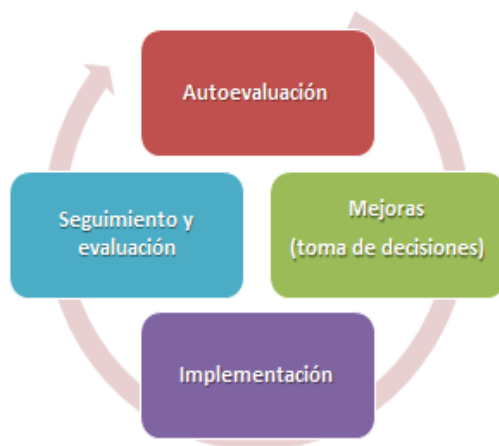 Autoevaluación
Mejoras
(toma de decisiones)
Implementación
Seguimiento y
evaluación